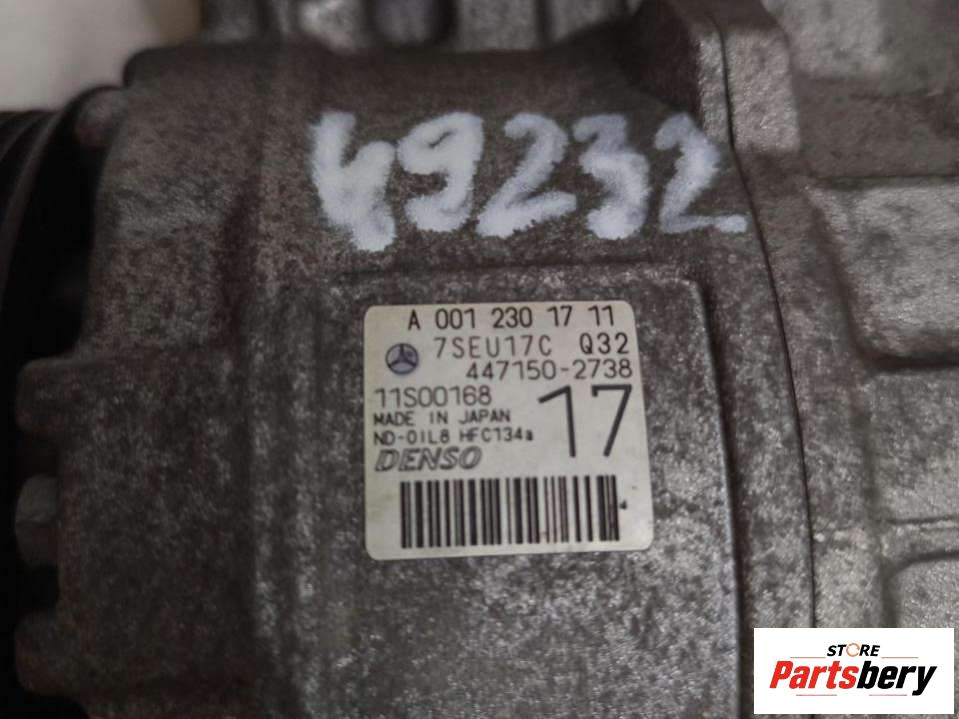 49232
A 001 230 17 11
7SEU17C Q32
447150-2738
11S00168
17
MADE IN JAPAN
ND-OIL8 HFC134a
DENSO
STORE
Partsbery